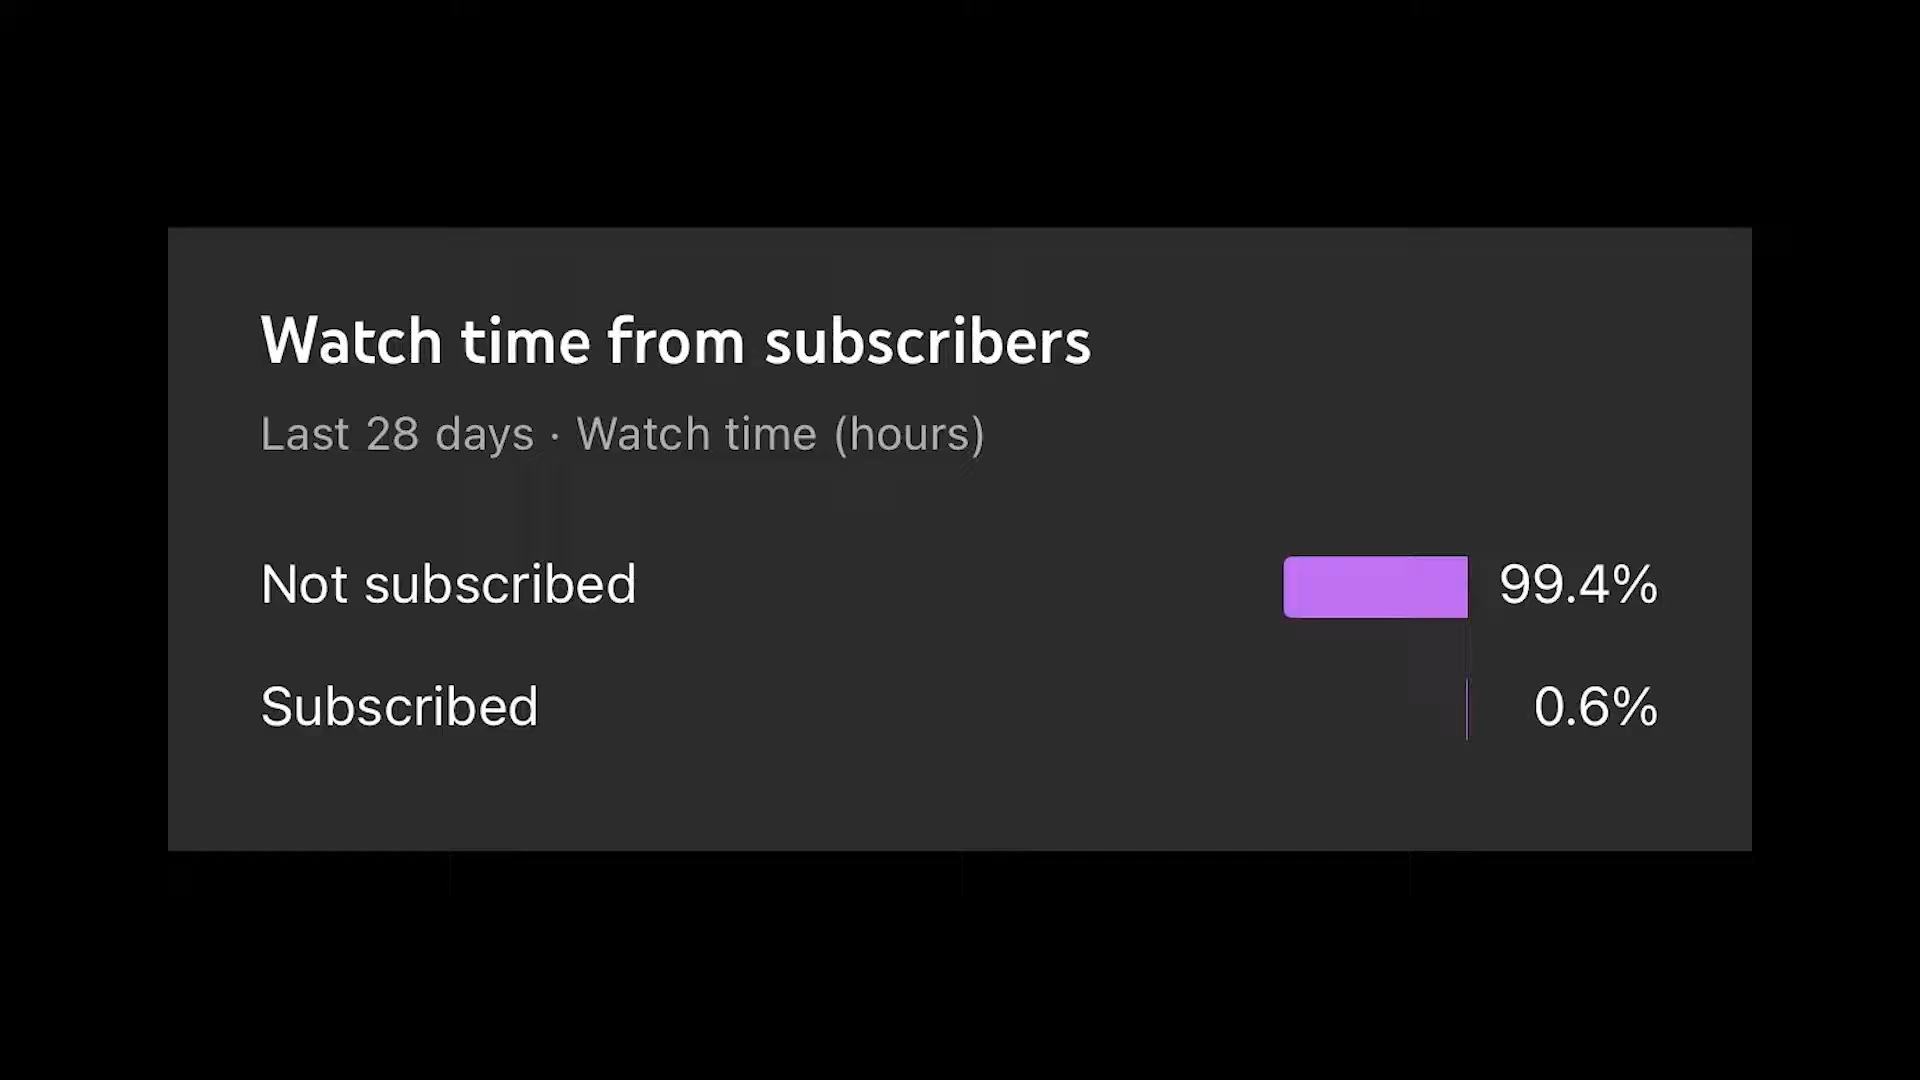 Watch time from subscribers
Last 28 days · Watch time (hours)
Not subscribed 99.4%
Subscribed 0.6%